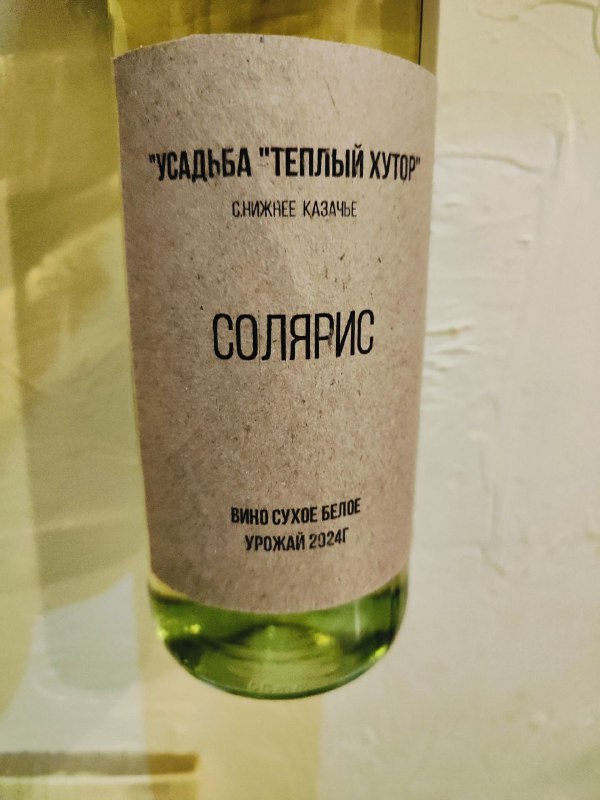 "УСАДЬБА "ТЕПЛЫЙ ХУТОР"
С.НИЖНЕЕ КАЗАЧЬЕ
СОЛЯРИС
ВИНО СУХОЕ БЕЛОЕ
УРОЖАЙ 2024Г